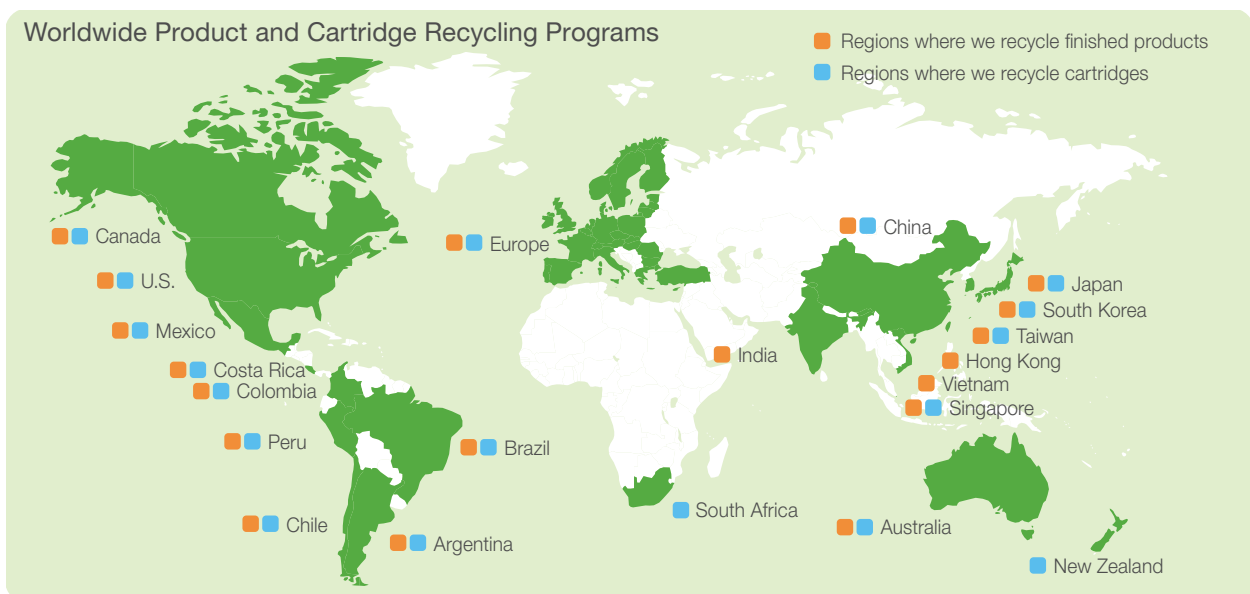 Worldwide Product and Cartridge Recycling Programs
Regions where we recycle finished products
Regions where we recycle cartridges
Canada
Europe
China
U.S.
Japan
South Korea
Mexico
Taiwan
India
Hong Kong
Costa Rica
Vietnam
Colombia
Singapore
Peru
Brazil
South Africa
Chile
Australia
Argentina
New Zealand